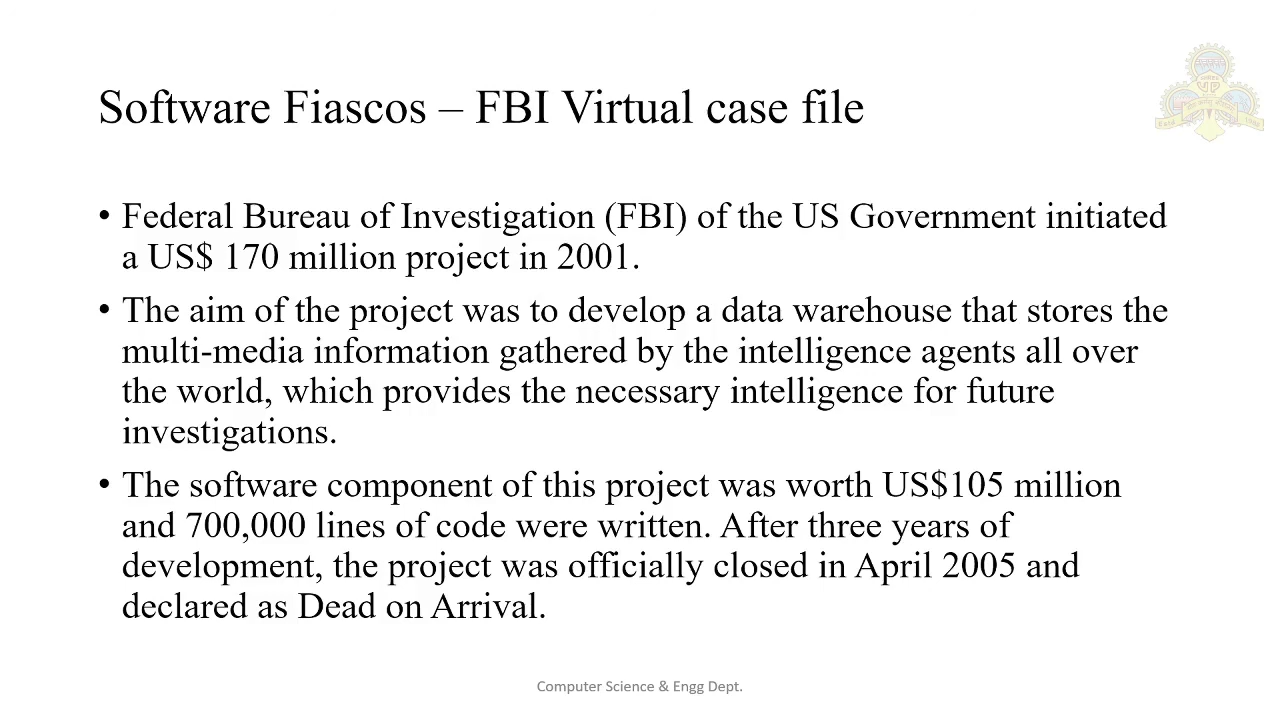 Software Fiascos – FBI Virtual case file
• Federal Bureau of Investigation (FBI) of the US Government initiated
a US$ 170 million project in 2001.
• The aim of the project was to develop a data warehouse that stores the
multi-media information gathered by the intelligence agents all over
the world, which provides the necessary intelligence for future
investigations.
• The software component of this project was worth US$105 million
and 700,000 lines of code were written. After three years of
development, the project was officially closed in April 2005 and
declared as Dead on Arrival.
Computer Science & Engg Dept.